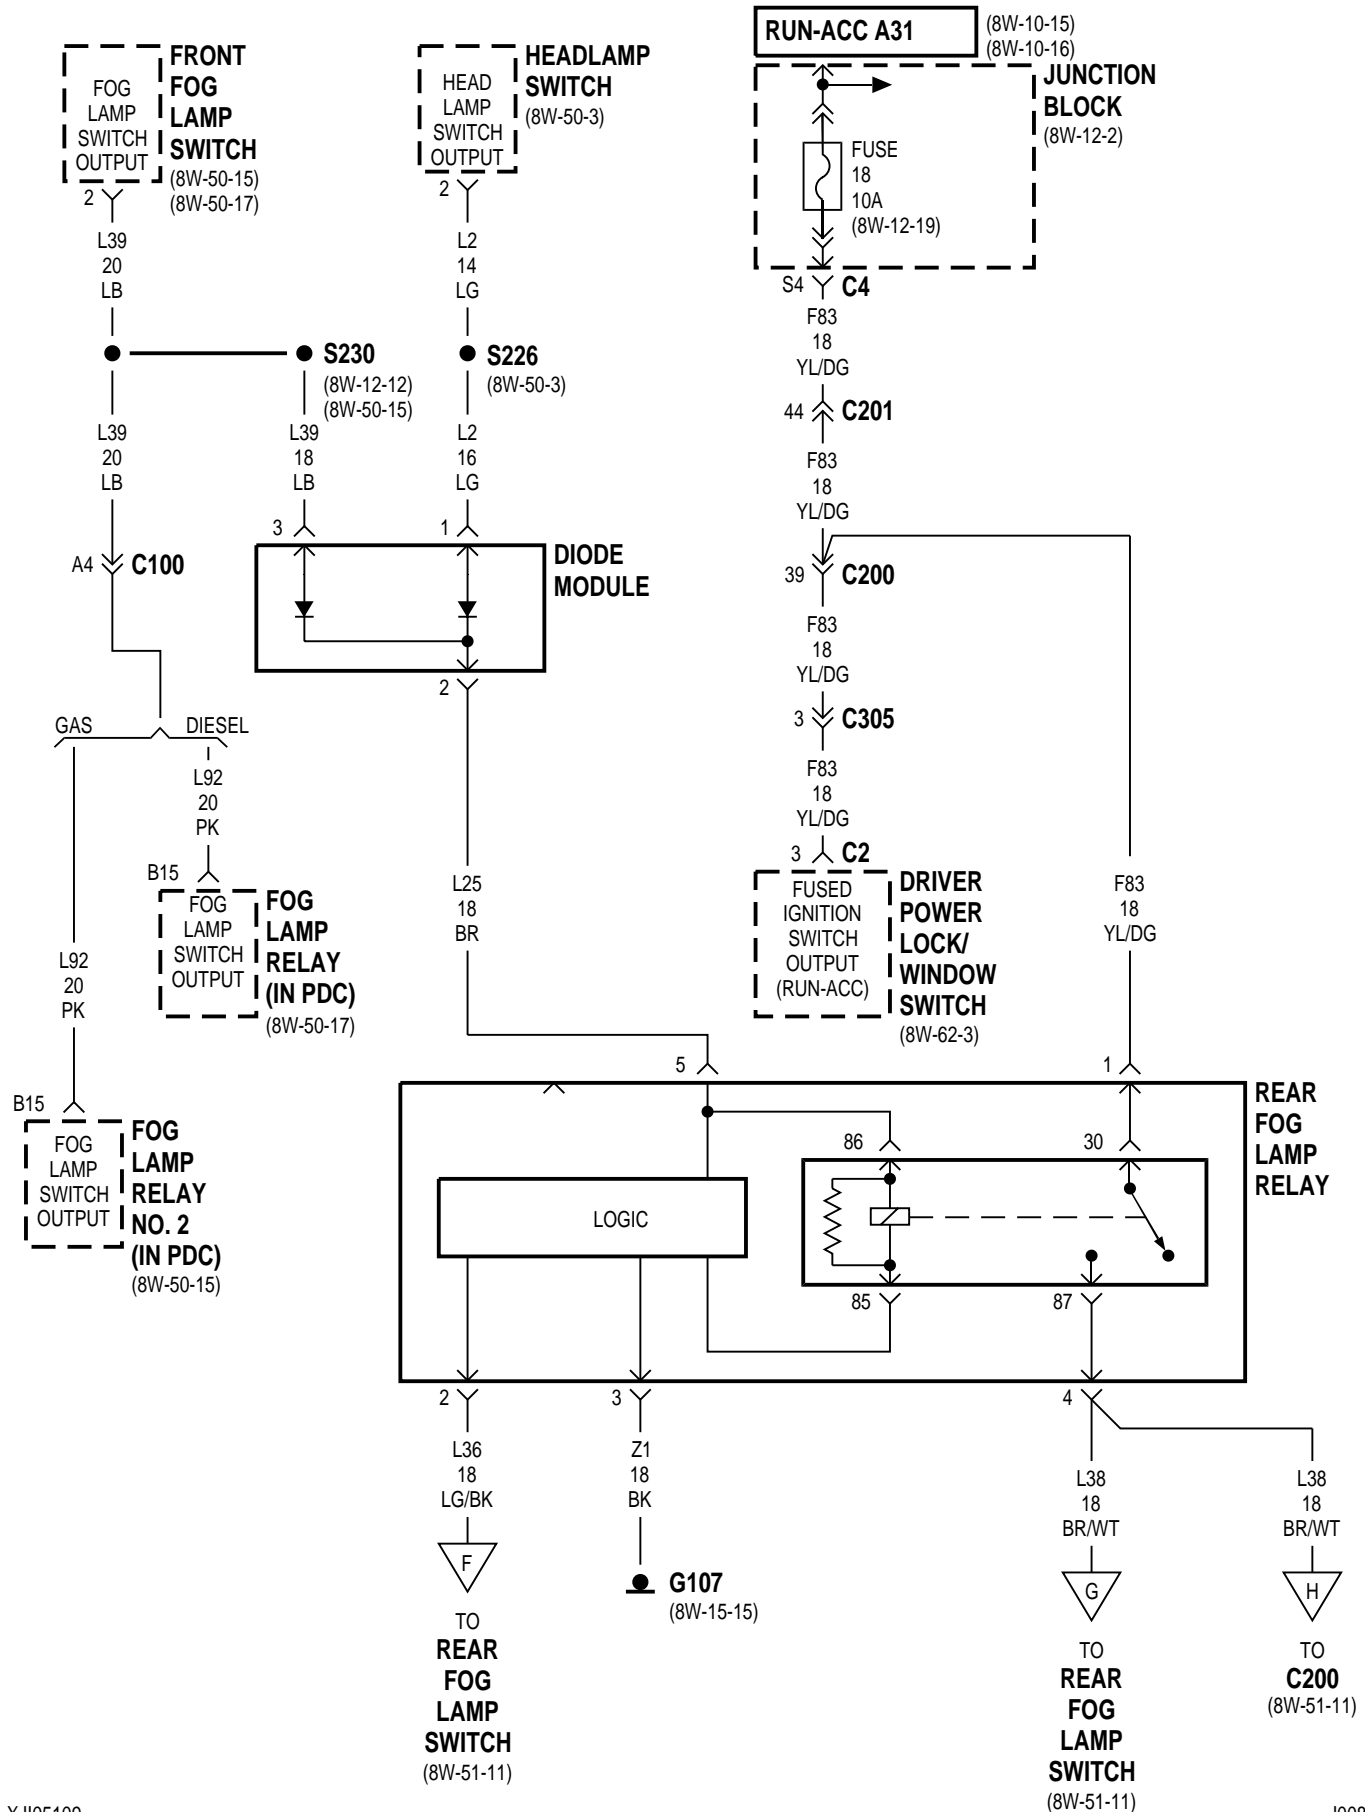 FRONT
FOG
LAMP
SWITCH
(8W-50-15)
(8W-50-17)
FOG
LAMP
SWITCH
OUTPUT
2
L39
20
LB
HEADLAMP
SWITCH
(8W-50-3)
HEAD
LAMP
SWITCH
OUTPUT
2
L2
14
LG
RUN-ACC A31
(8W-10-15)
(8W-10-16)
JUNCTION
BLOCK
(8W-12-2)
FUSE
18
10A
(8W-12-19)
S4
C4
F83
18
YL/DG
S230
(8W-12-12)
(8W-50-15)
S226
(8W-50-3)
44
C201
L39
20
LB
L39
18
LB
L2
16
LG
F83
18
YL/DG
A4
C100
3
1
DIODE
MODULE
2
39
C200
F83
18
YL/DG
3
C305
F83
18
YL/DG
GAS
DIESEL
L92
20
PK
B15
FOG
LAMP
SWITCH
OUTPUT
FOG
LAMP
RELAY
(IN PDC)
(8W-50-17)
L25
18
BR
3
C2
FUSED
IGNITION
SWITCH
OUTPUT
(RUN-ACC)
DRIVER
POWER
LOCK/
WINDOW
SWITCH
(8W-62-3)
F83
18
YL/DG
L92
20
PK
B15
FOG
LAMP
SWITCH
OUTPUT
FOG
LAMP
RELAY
NO. 2
(IN PDC)
(8W-50-15)
5
1
REAR
FOG
LAMP
RELAY
86
30
LOGIC
85
87
2
3
4
L36
18
LG/BK
F
TO
REAR
FOG
LAMP
SWITCH
(8W-51-11)
Z1
18
BK
G107
(8W-15-15)
L38
18
BR/WT
G
TO
REAR
FOG
LAMP
SWITCH
(8W-51-11)
L38
18
BR/WT
H
TO
C200
(8W-51-11)